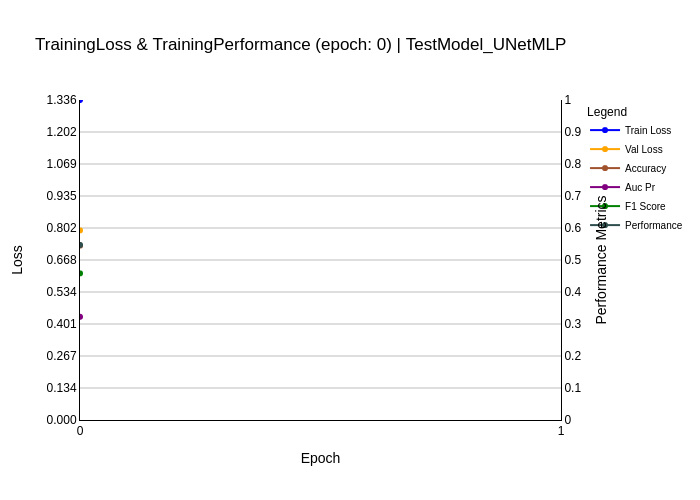 TrainingLoss & TrainingPerformance (epoch: 0) | TestModel_UNetMLP
Legend
Train Loss
Val Loss
Accuracy
Auc Pr
F1 Score
Performance
Loss
1.336
1.202
1.069
0.935
0.802
0.668
0.534
0.401
0.267
0.134
0.000
1
0.9
0.8
0.7
0.6
0.5
0.4
0.3
0.2
0.1
0
Performance Metrics
0
1
Epoch